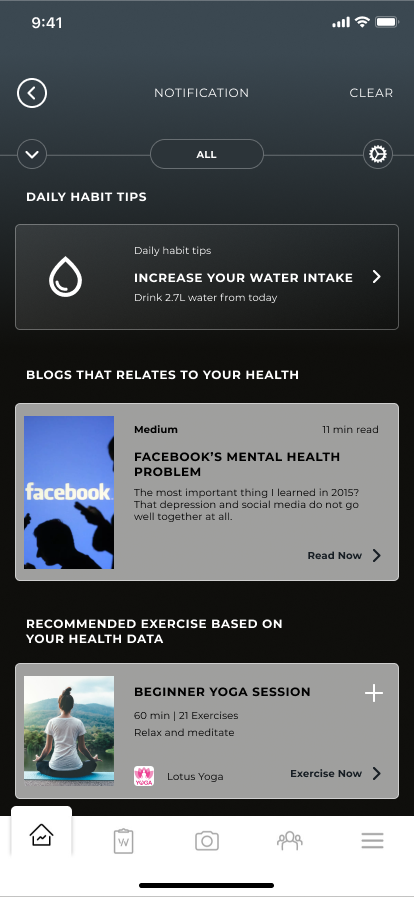 9:41
NOTIFICATION
CLEAR
ALL
DAILY HABIT TIPS
Daily habit tips
INCREASE YOUR WATER INTAKE
Drink 2.7L water from today
BLOGS THAT RELATES TO YOUR HEALTH
facebook
Medium
11 min read
FACEBOOK’S MENTAL HEALTH
PROBLEM
The most important thing I learned in 2015?
That depression and social media do not go
well together at all.
Read Now
RECOMMENDED EXERCISE BASED ON
YOUR HEALTH DATA
BEGINNER YOGA SESSION
60 min | 21 Exercises
Relax and meditate
YOGA
Lotus Yoga
Exercise Now
W